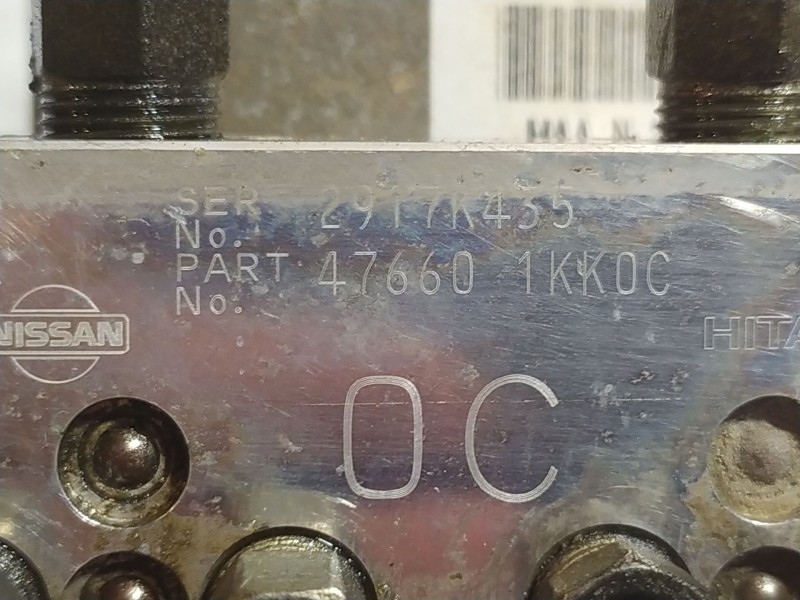 SER 2917K435
No.
PART 47660 1KK0C
No.
NISSAN
HITA
0C